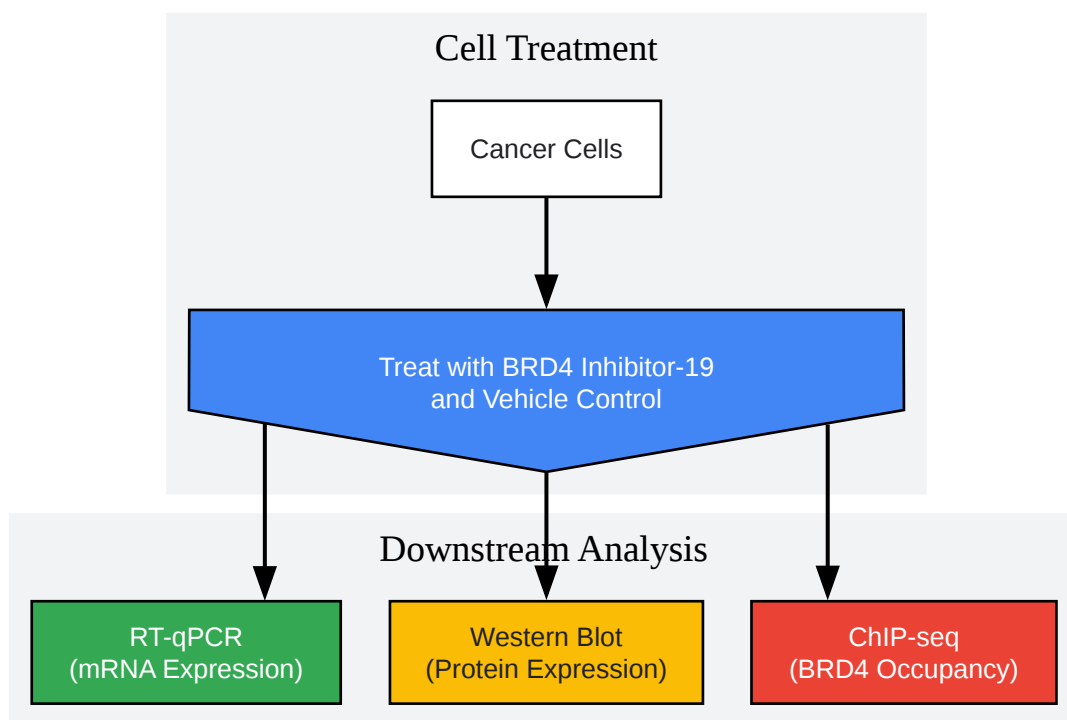 Cell Treatment
Cancer Cells
Treat with BRD4 Inhibitor-19
and Vehicle Control
Downstream Analysis
RT-qPCR
(mRNA Expression)
Western Blot
(Protein Expression)
ChIP-seq
(BRD4 Occupancy)